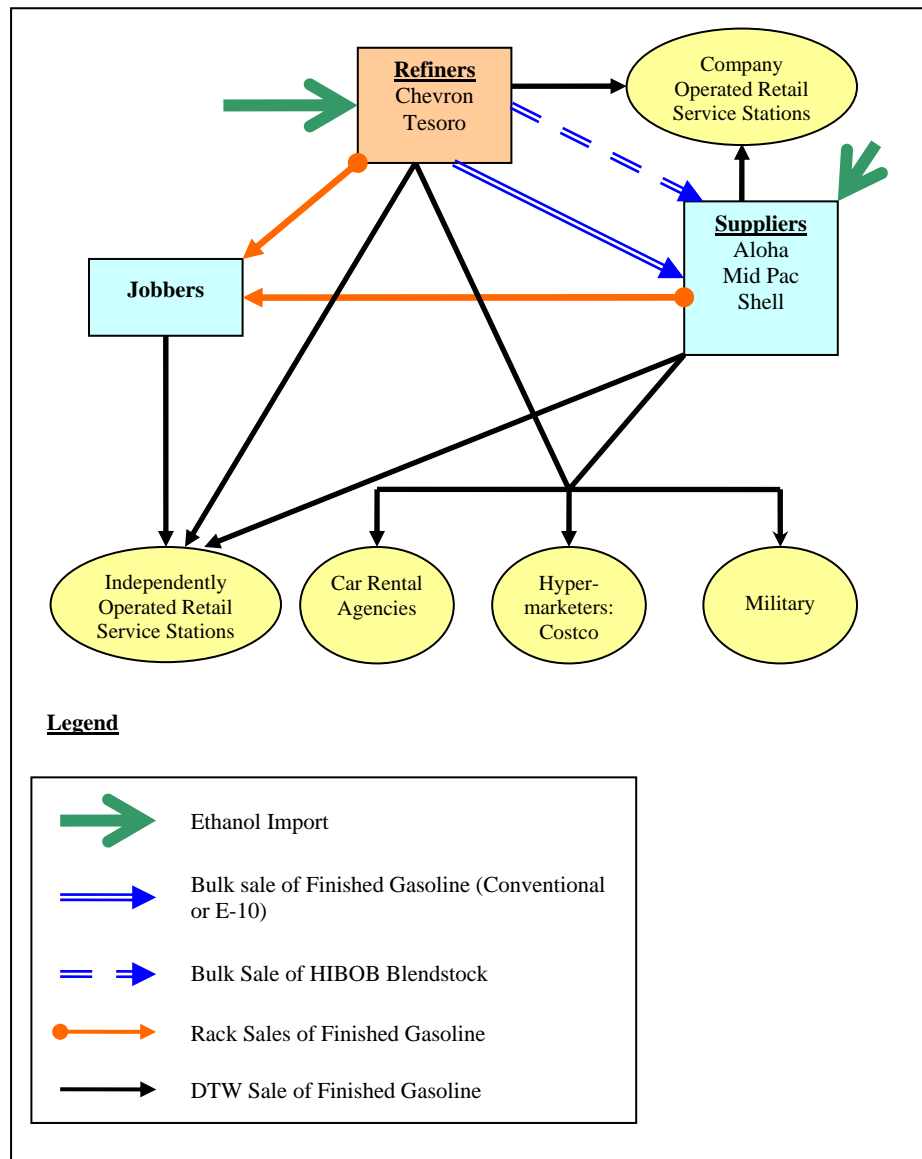 Refiners
Chevron
Tesoro
Company
Operated Retail
Service Stations
Suppliers
Aloha
Mid Pac
Shell
Jobbers
Independently
Operated Retail
Service Stations
Car Rental
Agencies
Hyper-
marketers:
Costco
Military
Legend
Ethanol Import
Bulk sale of Finished Gasoline (Conventional
or E-10)
Bulk Sale of HIBOB Blendstock
Rack Sales of Finished Gasoline
DTW Sale of Finished Gasoline